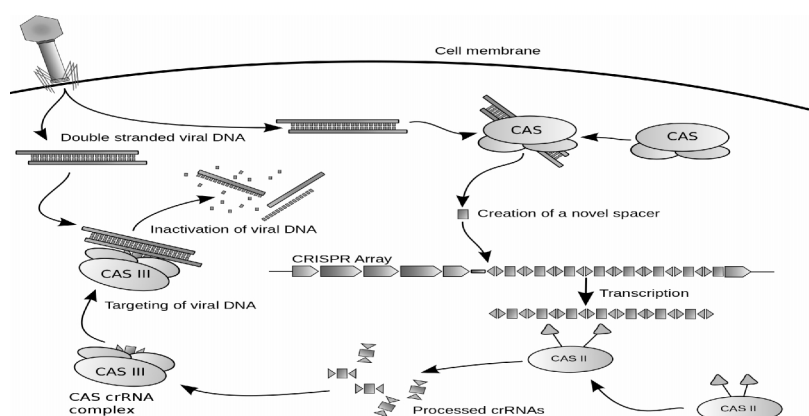 Cell membrane
Double stranded viral DNA
CAS
CAS
Creation of a novel spacer
Inactivation of viral DNA
CRISPR Array
CAS III
Targeting of viral DNA
Transcription
CAS II
CAS III
CAS crRNA
complex
Processed crRNAs
CAS II